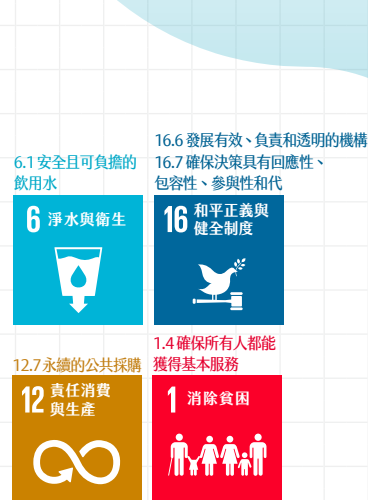 6.1 安全且可負擔的
飲用水
6 淨水與衛生
16.6 發展有效、負責和透明的機構
16.7 確保決策具有回應性、
包容性、參與性和代
16 和平正義與
健全制度
12.7 永續的公共採購
12 責任消費
與生產
1.4 確保所有人都能
獲得基本服務
1 消除貧困